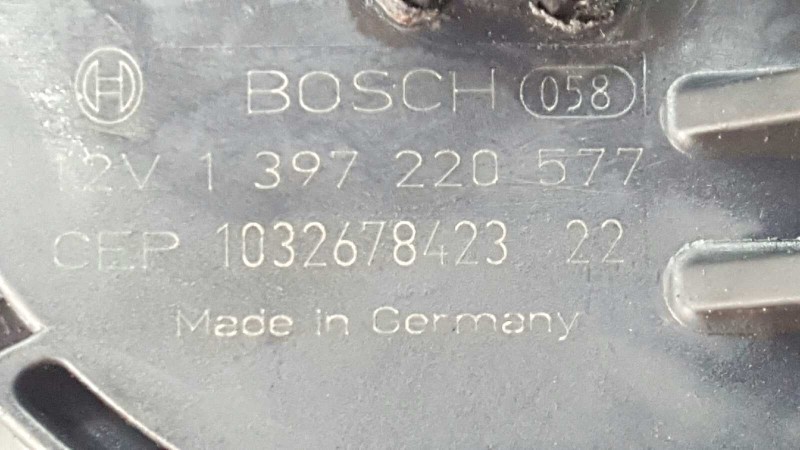 BOSCH 058
12V 1 397 220 577
CEP 1032678423 22
Made in Germany